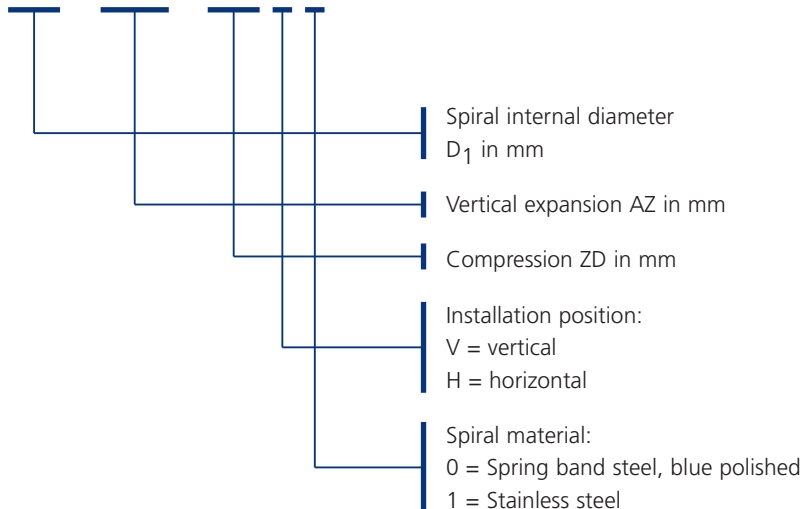 Spiral internal diameter
D1 in mm
Vertical expansion AZ in mm
Compression ZD in mm
Installation position:
V = vertical
H = horizontal
Spiral material:
0 = Spring band steel, blue polished
1 = Stainless steel